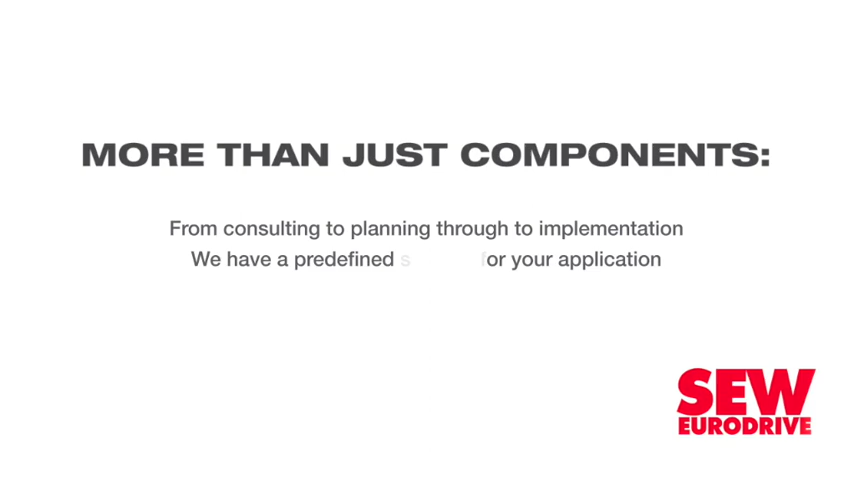 MORE THAN JUST COMPONENTS:
From consulting to planning through to implementation
We have a predefined for your application
SEW
EURODRIVE